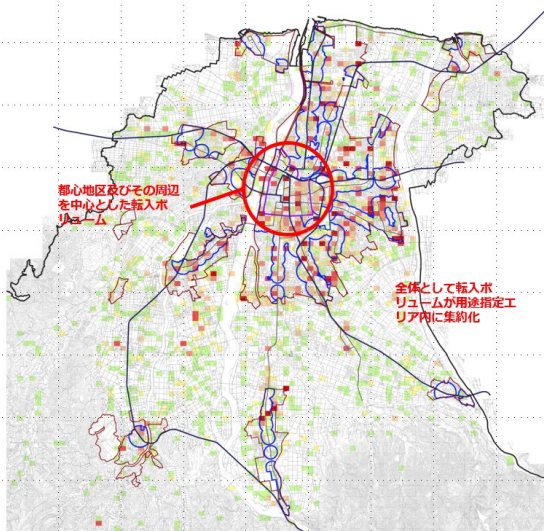 都心地区及びその周辺
を中心とした転入ボ
リューム
全体として転入ボ
リュームが用途指定エ
リア内に集約化